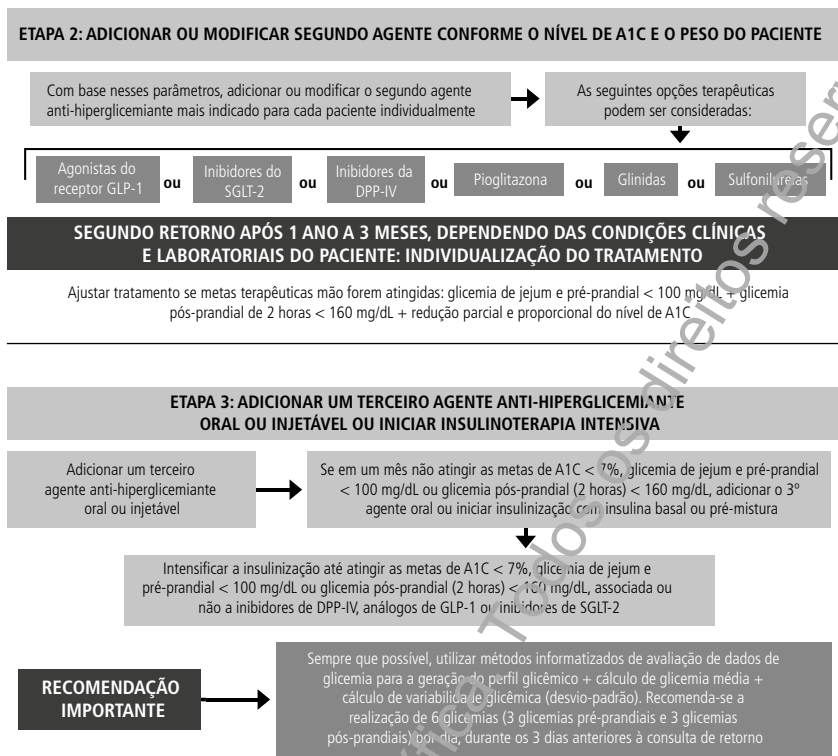 ETAPA 2: ADICIONAR OU MODIFICAR SEGUNDO AGENTE CONFORME O NÍVEL DE A1C E O PESO DO PACIENTE
Com base nesses parâmetros, adicionar ou modificar o segundo agente
anti-hiperglicemiante mais indicado para cada paciente individualmente
As seguintes opções terapêuticas
podem ser consideradas:
Agonistas do
receptor GLP-1
ou
Inibidores do
SGLT-2
ou
Inibidores da
DPP-IV
ou
Pioglitazona
ou
Glinidas
ou
Sulfonilureias
SEGUNDO RETORNO APÓS 1 ANO A 3 MESES, DEPENDENDO DAS CONDIÇÕES CLÍNICAS
E LABORATORIAIS DO PACIENTE: INDIVIDUALIZAÇÃO DO TRATAMENTO
Ajustar tratamento se metas terapêuticas mão forem atingidas: glicemia de jejum e pré-prandial < 100 mg/dL + glicemia
pós-prandial de 2 horas < 160 mg/dL + redução parcial e proporcional do nível de A1C
ETAPA 3: ADICIONAR UM TERCEIRO AGENTE ANTI-HIPERGLICEMIANTE
ORAL OU INJETÁVEL OU INICIAR INSULINOTERAPIA INTENSIVA
Adicionar um terceiro
agente anti-hiperglicemiante
oral ou injetável
Se em um mês não atingir as metas de A1C < 7%, glicemia de jejum e pré-prandial
< 100 mg/dL ou glicemia pós-prandial (2 horas) < 160 mg/dL, adicionar o 3º
agente oral ou iniciar insulinização com insulina basal ou pré-mistura
Intensificar a insulinização até atingir as metas de A1C < 7%, glicemia de jejum e
pré-prandial < 100 mg/dL ou glicemia pós-prandial (2 horas) < 160 mg/dL, associada ou
não a inibidores de DPP-IV, análogos de GLP-1 ou inibidores de SGLT-2
RECOMENDAÇÃO
IMPORTANTE
Sempre que possível, utilizar métodos informatizados de avaliação de dados de
glicemia para a geração do perfil glicêmico + cálculo de glicemia média +
cálculo de variabilidade glicêmica (desvio-padrão). Recomenda-se a
realização de 6 glicemias (3 glicemias pré-prandiais e 3 glicemias
pós-prandiais) por dia, durante os 3 dias anteriores à consulta de retorno
Todos os direitos